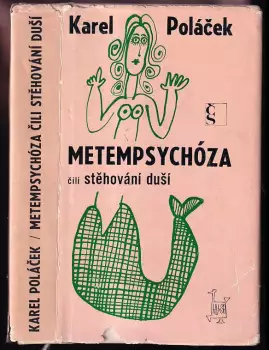 KAREL POLÁČEK / METEMPSYCHÓZA ČILI STĚHOVÁNÍ DUŠÍ
Karel Poláček
METEMPSYCHÓZA
čili stěhování duší